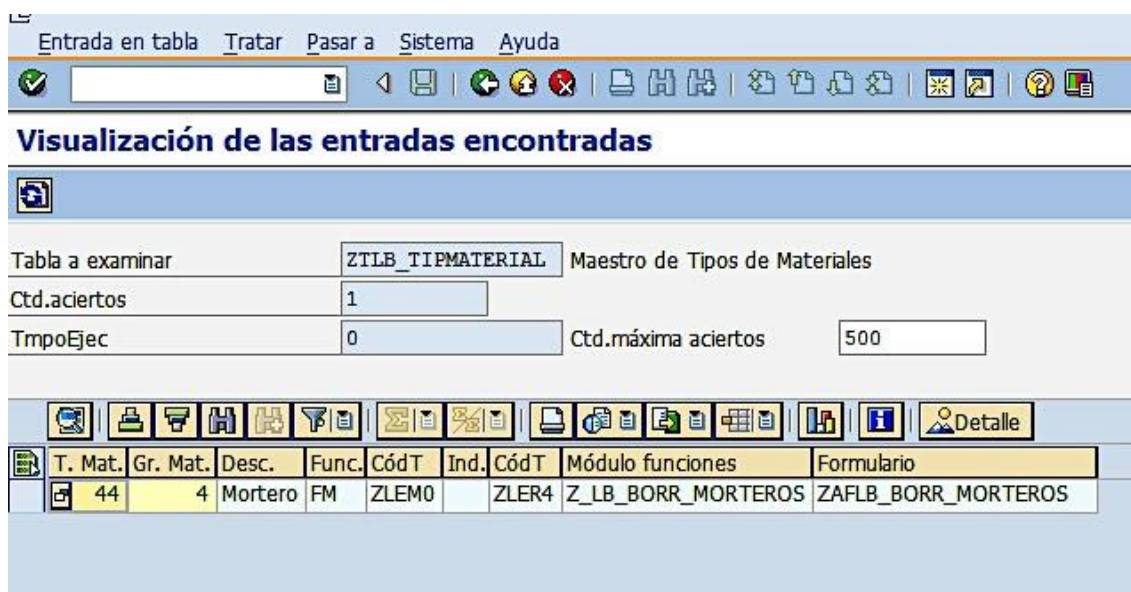 Entrada en tabla Tratar Pasar a Sistema Ayuda
Visualización de las entradas encontradas
Tabla a examinar ZTLB_TIPMATERIAL Maestro de Tipos de Materiales
Ctd.aciertos 1
TmpoEjec 0 Ctd.máxima aciertos 500
Detalle
T. Mat. Gr. Mat. Desc. Func. CódT Ind. CódT Módulo funciones Formulario
44 4 Mortero FM ZLEM0 ZLER4 Z_LB_BORR_MORTEROS ZAFLB_BORR_MORTEROS